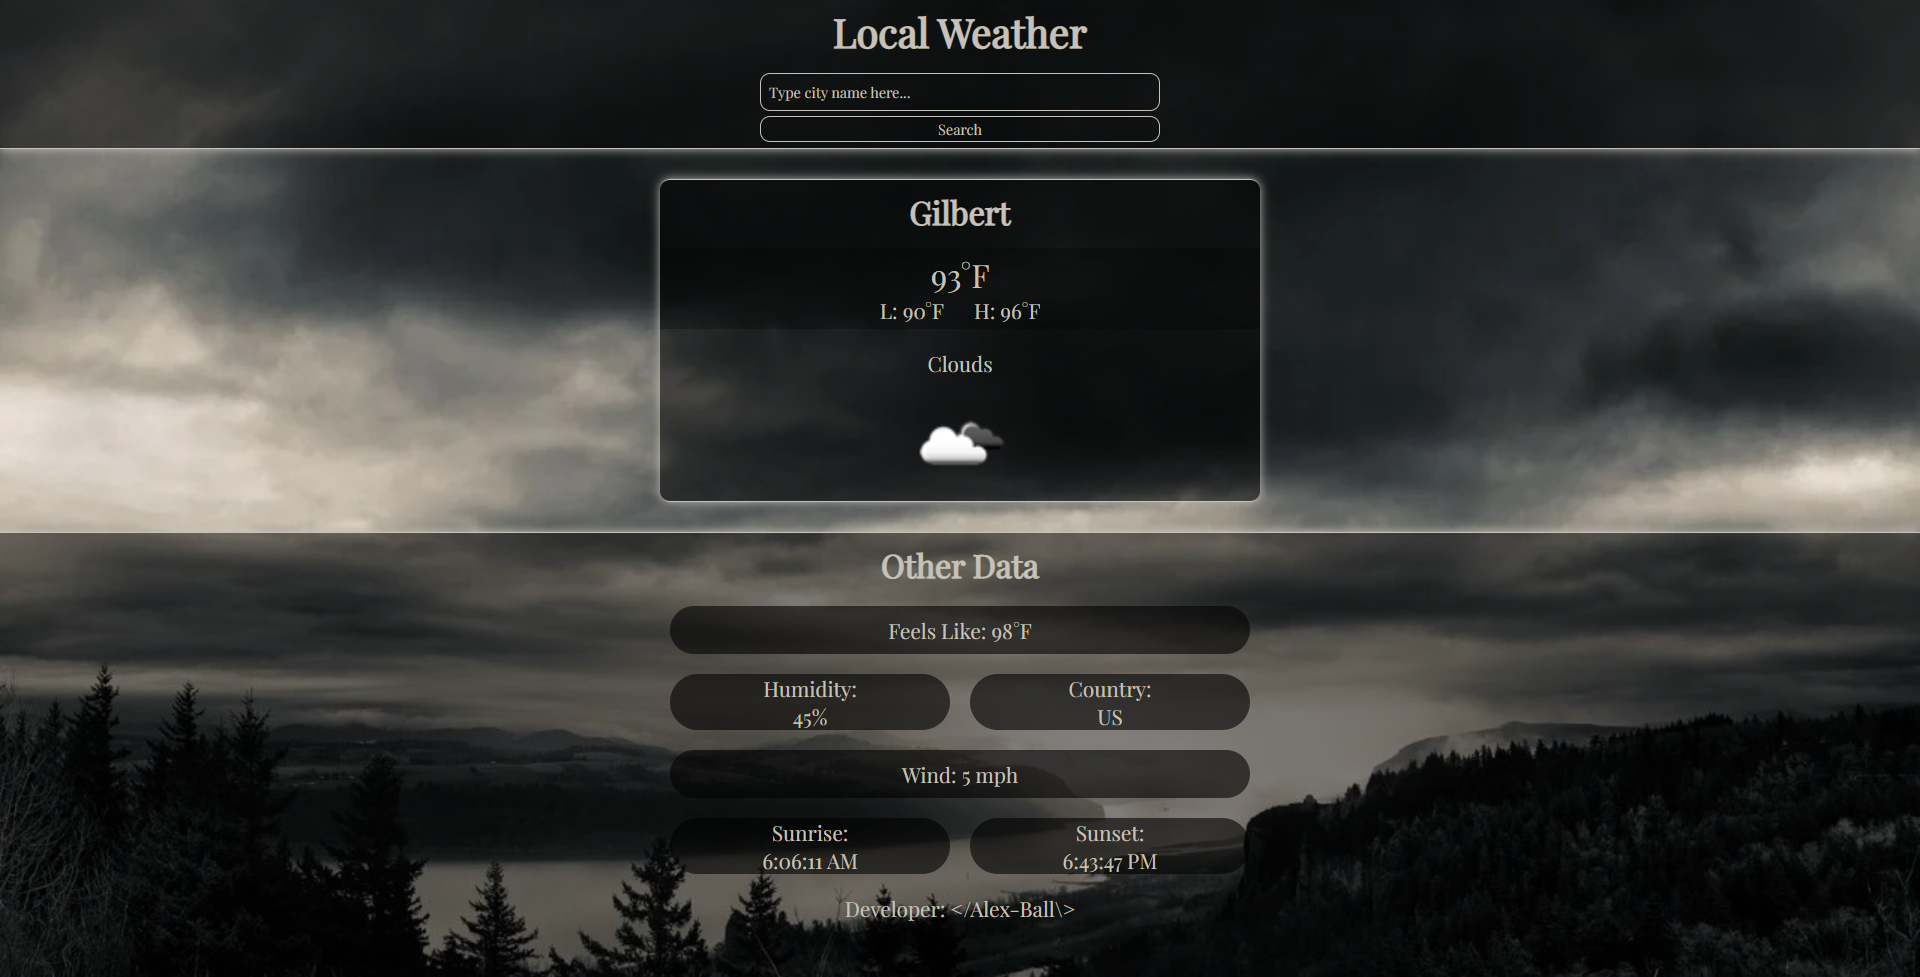 Local Weather
Type city name here...
Search
Gilbert
93°F
L: 90°F H: 96°F
Clouds
Other Data
Feels Like: 98°F
Humidity:
45%
Country:
US
Wind: 5 mph
Sunrise:
6:06:11 AM
Sunset:
6:43:47 PM
Developer: </Alex-Ball\>